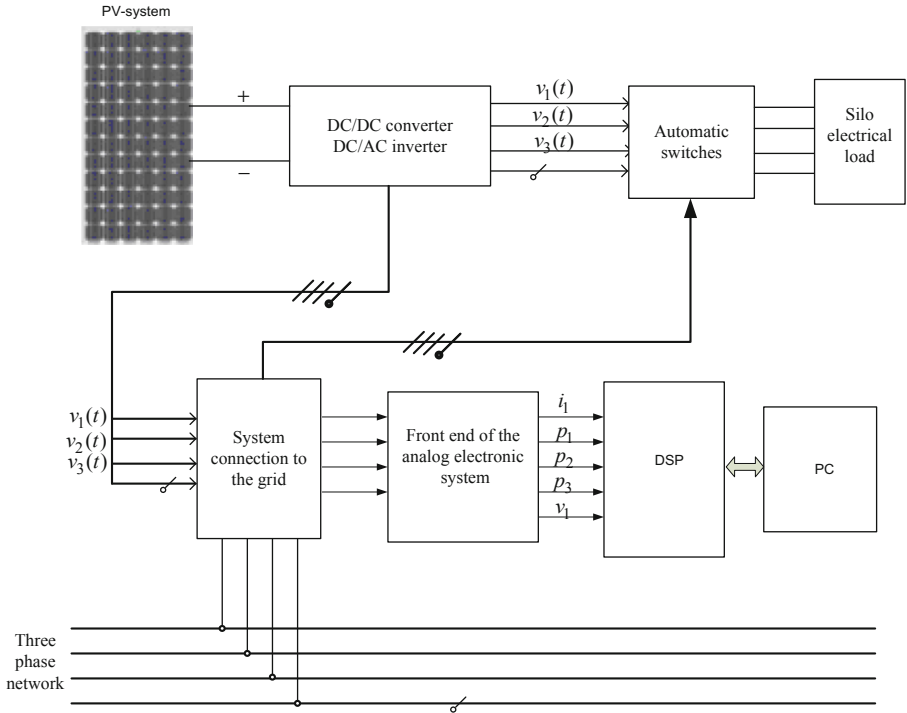 PV-system
+
−
DC/DC converter
DC/AC inverter
v₁(t)
v₂(t)
v₃(t)
Automatic
switches
Silo
electrical
load
v₁(t)
v₂(t)
v₃(t)
System
connection to
the grid
Front end of the
analog electronic
system
i₁
p₁
p₂
p₃
v₁
DSP
PC
Three
phase
network